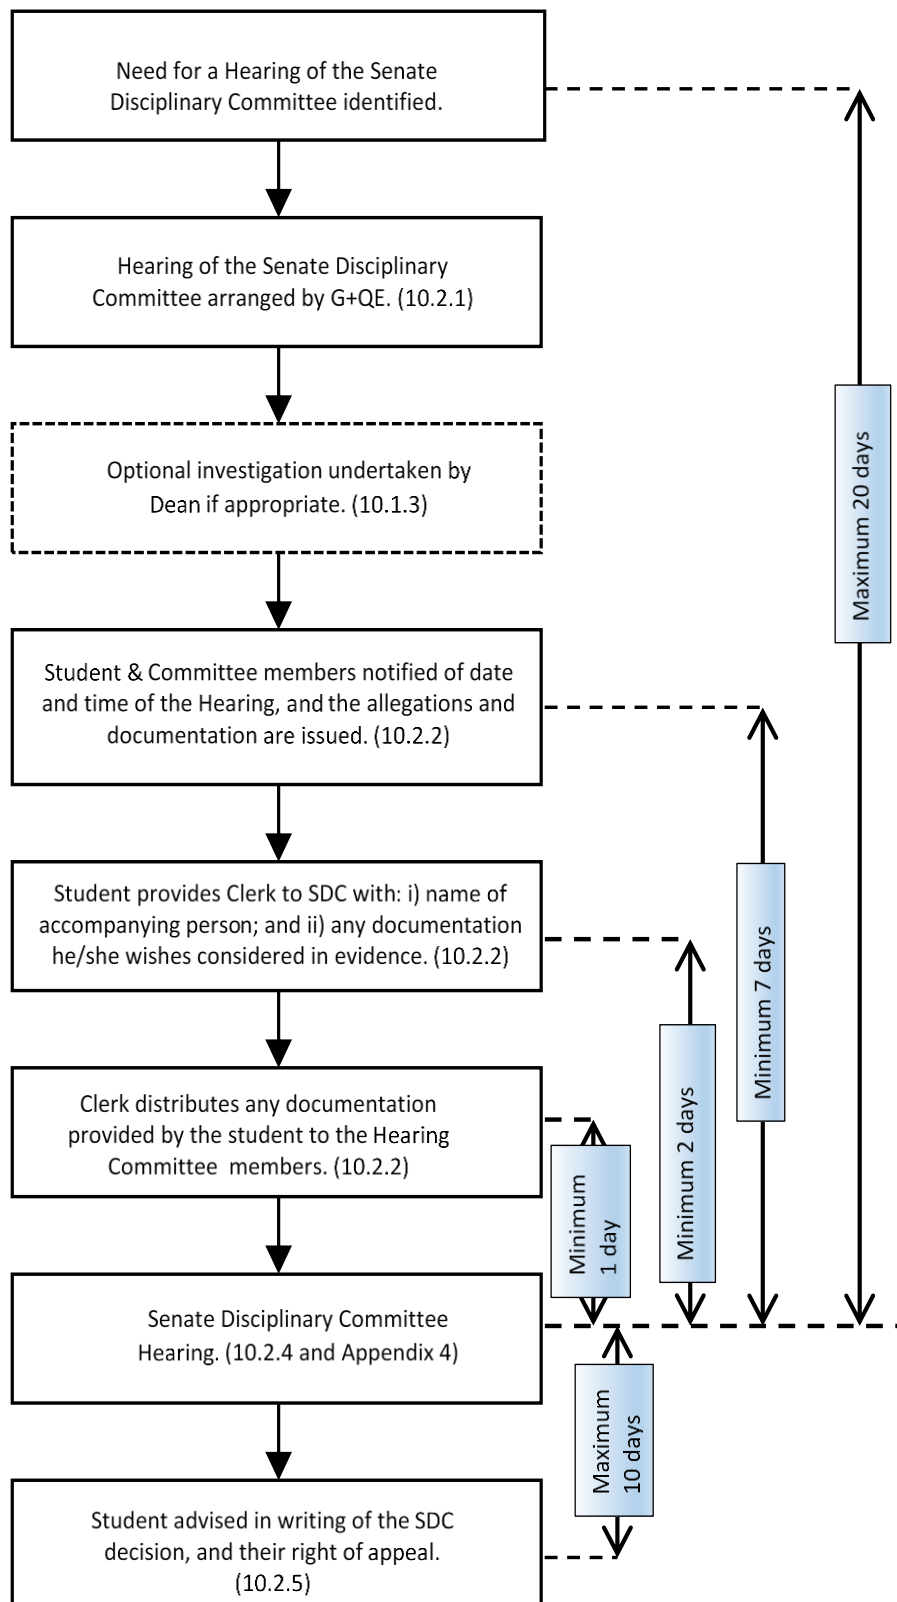 Need for a Hearing of the Senate
Disciplinary Committee identified.
Hearing of the Senate Disciplinary
Committee arranged by G+QE. (10.2.1)
Optional investigation undertaken by
Dean if appropriate. (10.1.3)
Maximum 20 days
Student & Committee members notified of date
and time of the Hearing, and the allegations and
documentation are issued. (10.2.2)
Minimum 7 days
Student provides Clerk to SDC with: i) name of
accompanying person; and ii) any documentation
he/she wishes considered in evidence. (10.2.2)
Minimum 2 days
Clerk distributes any documentation
provided by the student to the Hearing
Committee members. (10.2.2)
Minimum
1 day
Senate Disciplinary Committee
Hearing. (10.2.4 and Appendix 4)
Maximum
10 days
Student advised in writing of the SDC
decision, and their right of appeal.
(10.2.5)